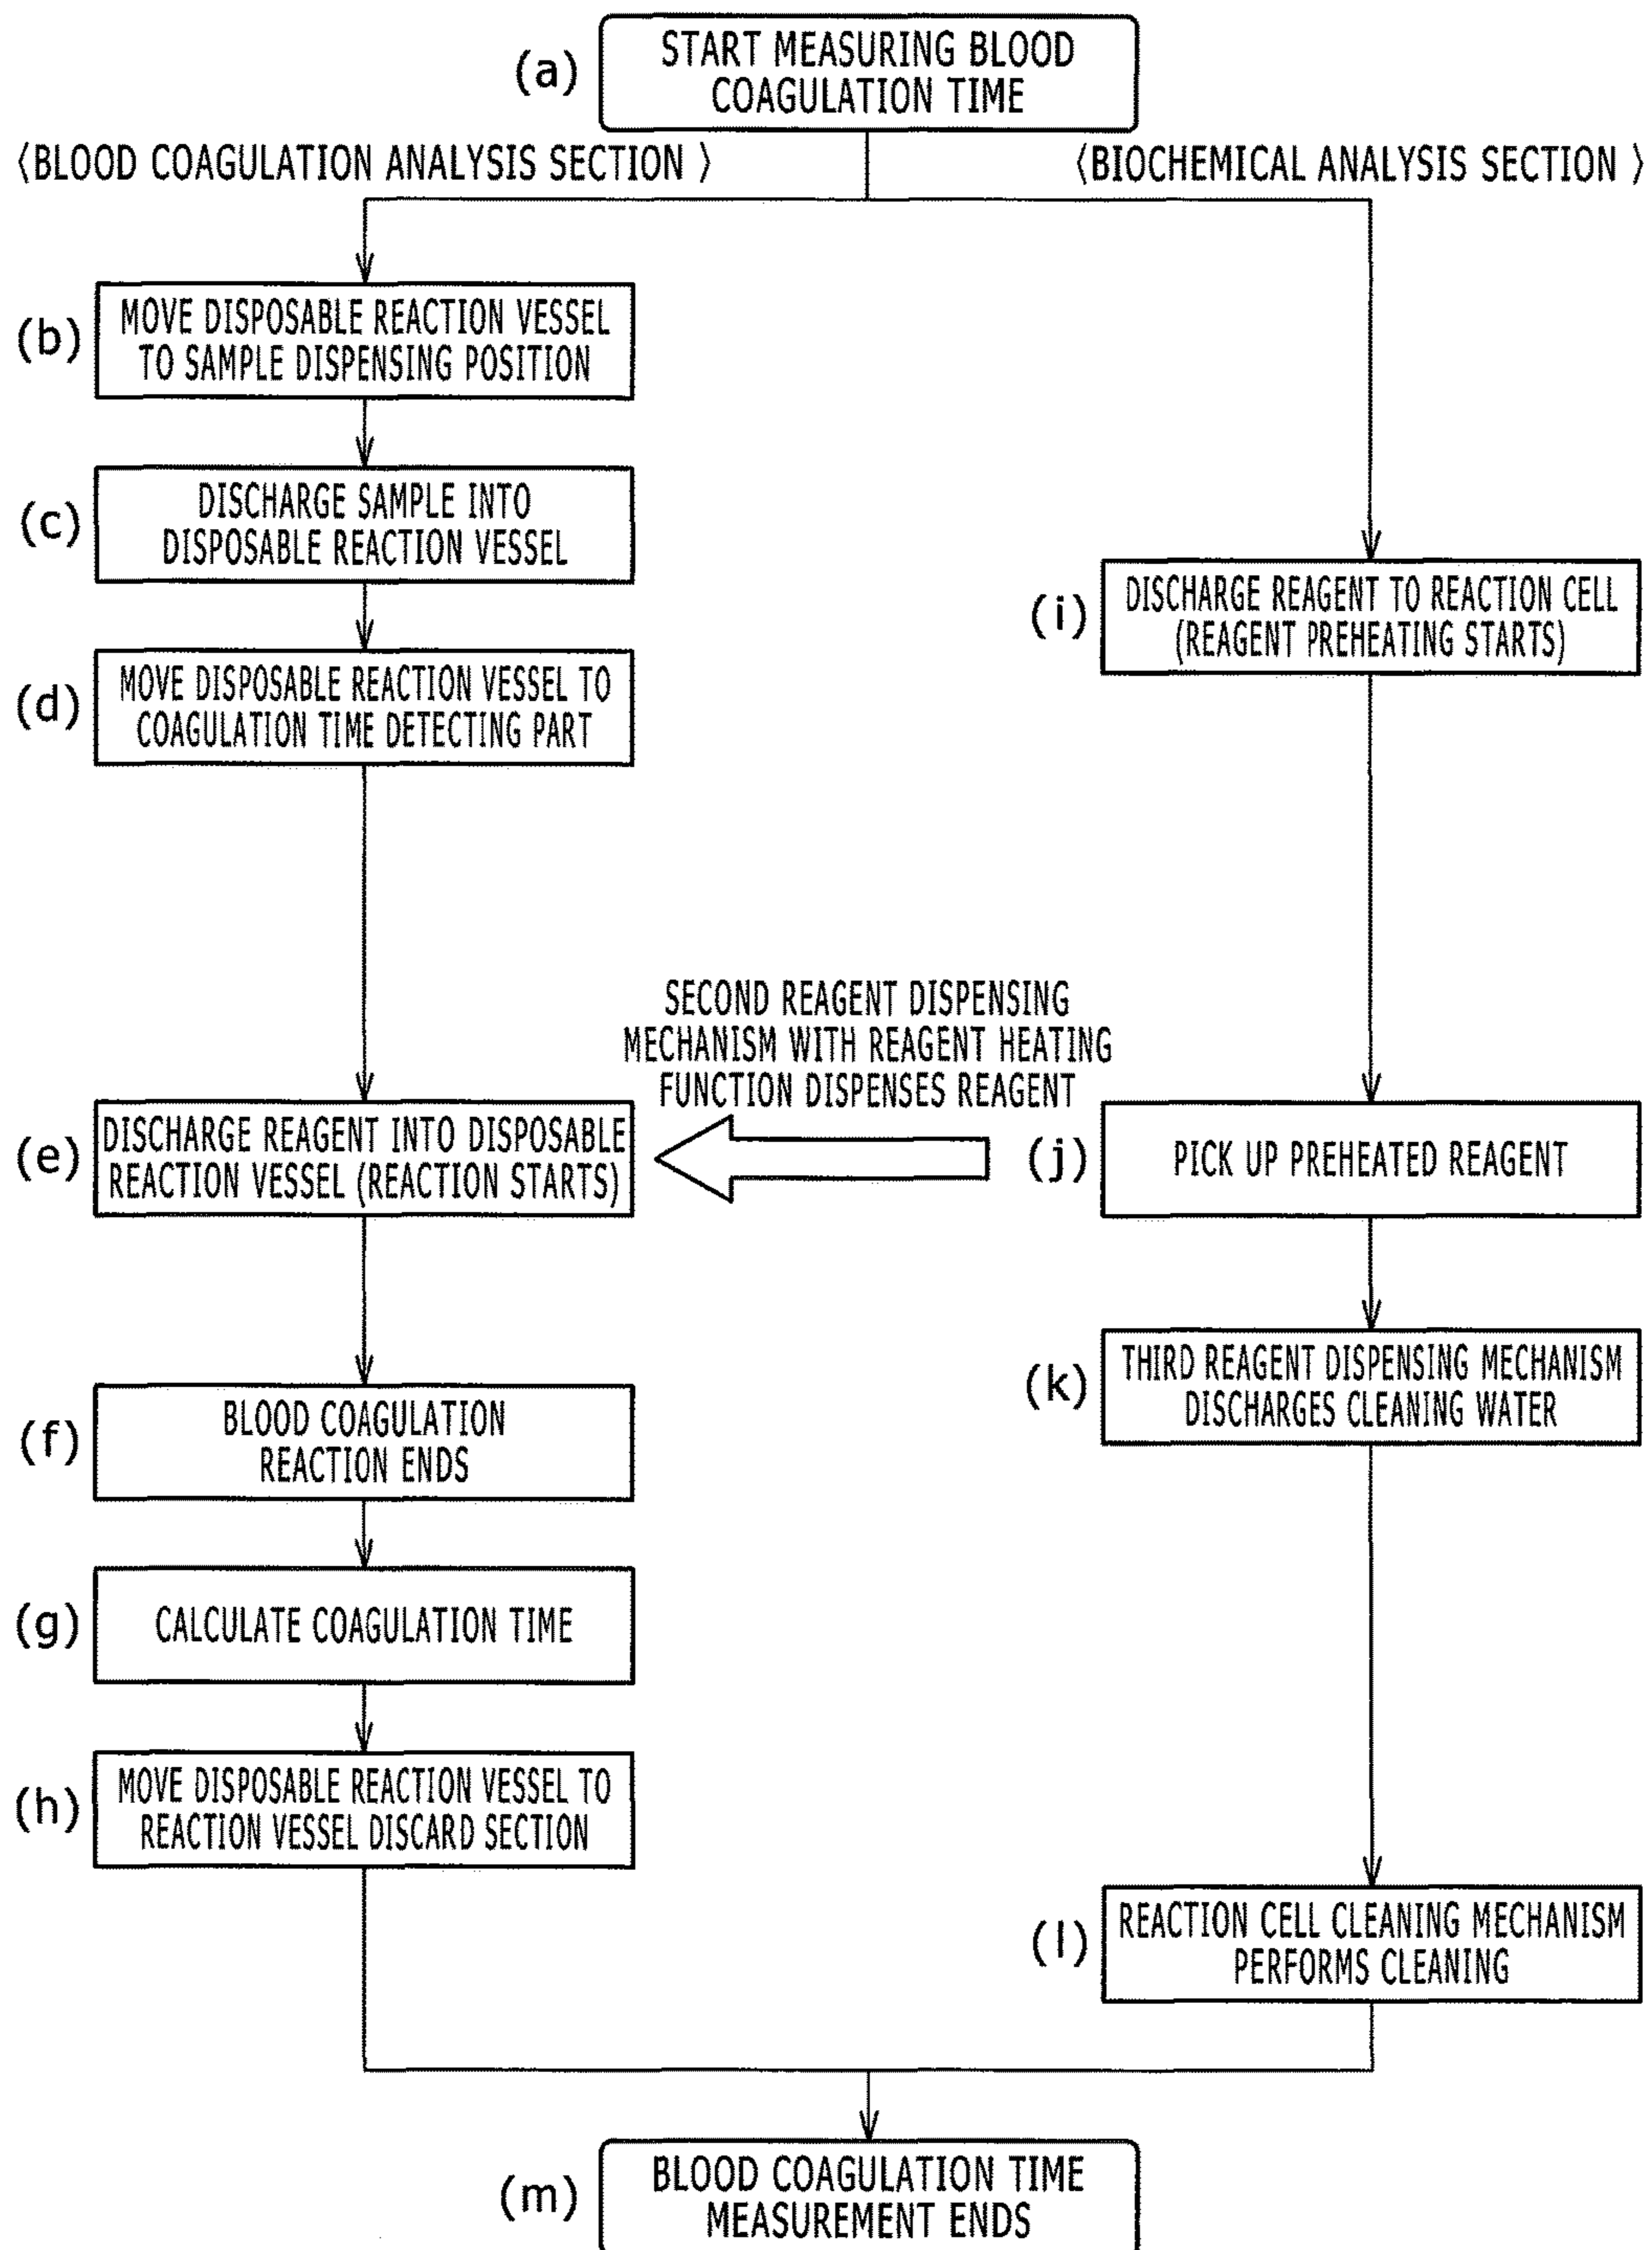 (a)
START MEASURING BLOOD
COAGULATION TIME
〈BLOOD COAGULATION ANALYSIS SECTION 〉
〈BIOCHEMICAL ANALYSIS SECTION 〉
(b)
MOVE DISPOSABLE REACTION VESSEL
TO SAMPLE DISPENSING POSITION
(c)
DISCHARGE SAMPLE INTO
DISPOSABLE REACTION VESSEL
(i)
DISCHARGE REAGENT TO REACTION CELL
(REAGENT PREHEATING STARTS)
(d)
MOVE DISPOSABLE REACTION VESSEL TO
COAGULATION TIME DETECTING PART
SECOND REAGENT DISPENSING
MECHANISM WITH REAGENT HEATING
FUNCTION DISPENSES REAGENT
(e)
DISCHARGE REAGENT INTO DISPOSABLE
REACTION VESSEL (REACTION STARTS)
(j)
PICK UP PREHEATED REAGENT
(k)
THIRD REAGENT DISPENSING MECHANISM
DISCHARGES CLEANING WATER
(f)
BLOOD COAGULATION
REACTION ENDS
(g)
CALCULATE COAGULATION TIME
(h)
MOVE DISPOSABLE REACTION VESSEL TO
REACTION VESSEL DISCARD SECTION
(l)
REACTION CELL CLEANING MECHANISM
PERFORMS CLEANING
(m)
BLOOD COAGULATION TIME
MEASUREMENT ENDS